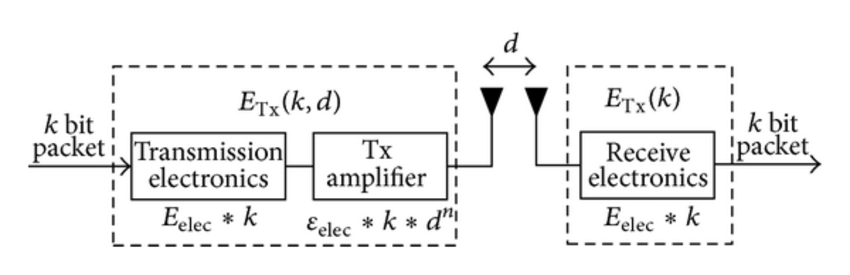 d
E_Tx(k, d)
E_Tx(k)
k bit
packet
Transmission
electronics
Tx
amplifier
Receive
electronics
k bit
packet
E_elec * k
ε_elec * k * d^n
E_elec * k